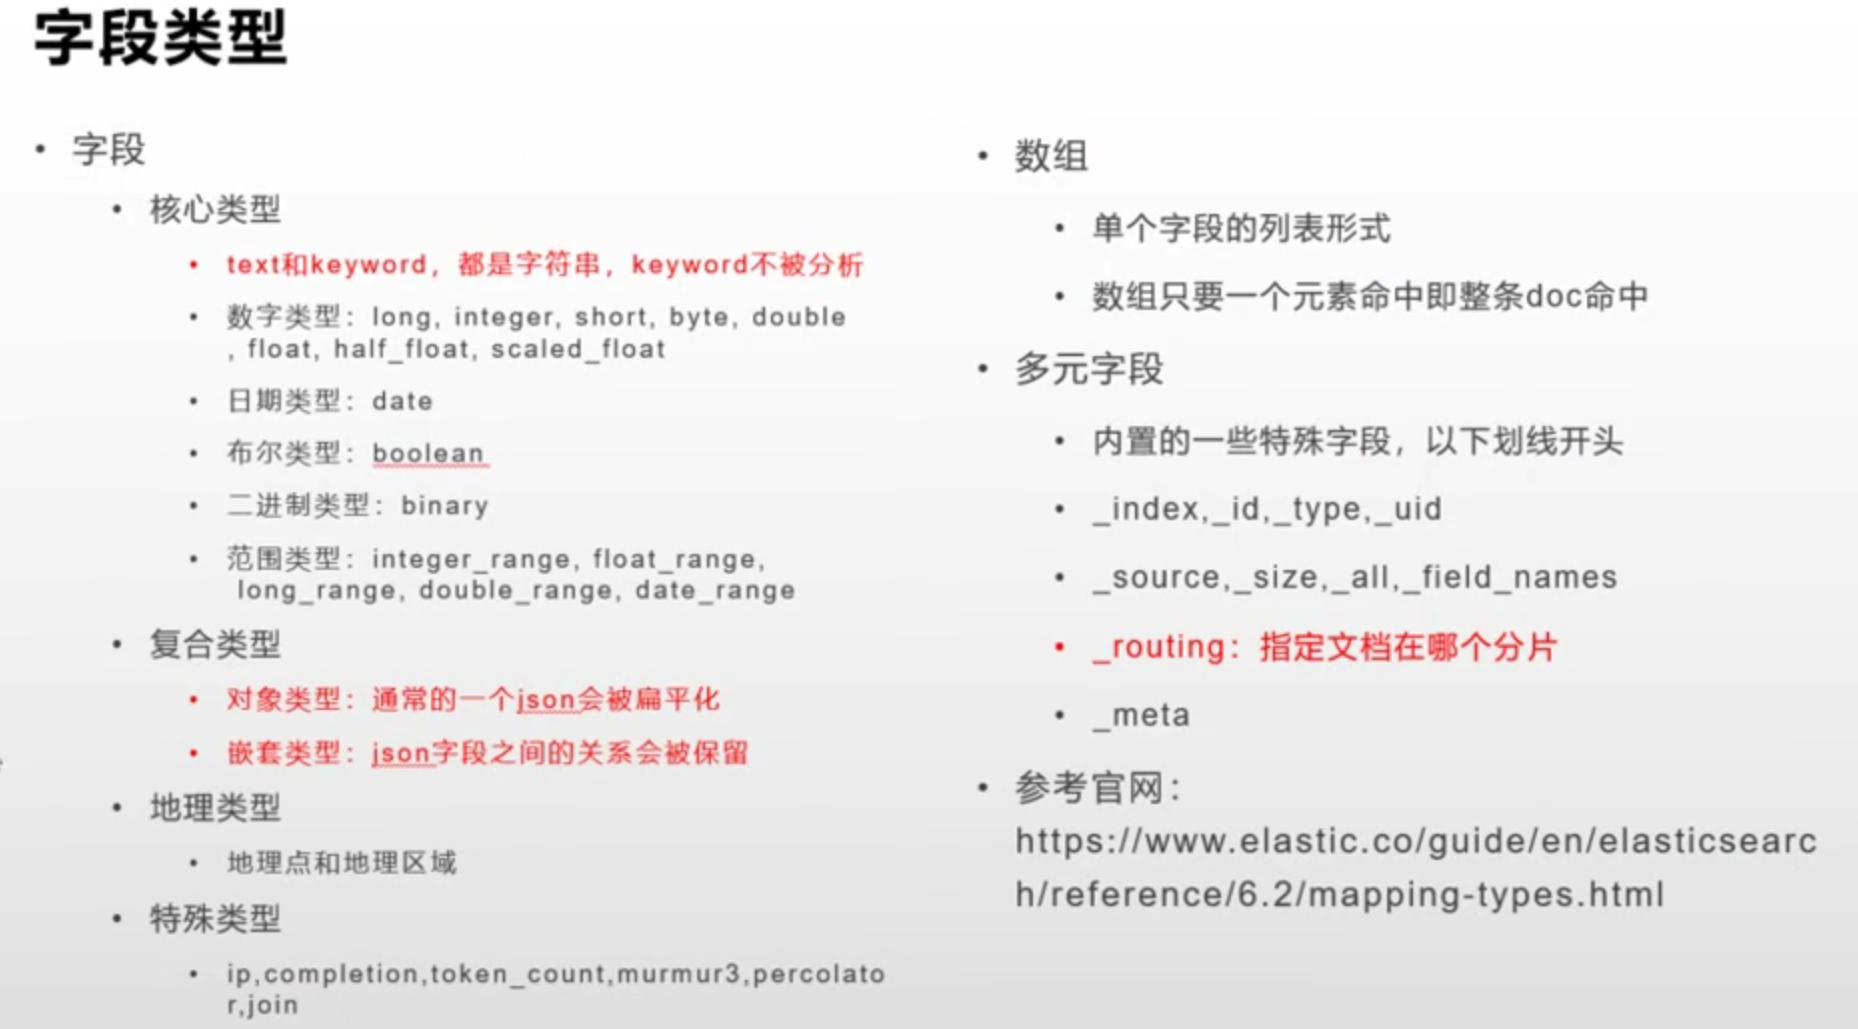 字段类型
字段
核心类型
text和keyword，都是字符串，keyword不被分析
数字类型：long, integer, short, byte, double
, float, half_float, scaled_float
日期类型：date
布尔类型：boolean
二进制类型：binary
范围类型：integer_range, float_range,
long_range, double_range, date_range
复合类型
对象类型：通常的一个json会被扁平化
嵌套类型：json字段之间的关系会被保留
地理类型
地理点和地理区域
特殊类型
ip,completion,token_count,murmur3,percolato
r,join
数组
单个字段的列表形式
数组只要一个元素命中即整条doc命中
多元字段
内置的一些特殊字段，以下划线开头
_index,_id,_type,_uid
_source,_size,_all,_field_names
_routing：指定文档在哪个分片
_meta
参考官网：
https://www.elastic.co/guide/en/elasticsearc
h/reference/6.2/mapping-types.html